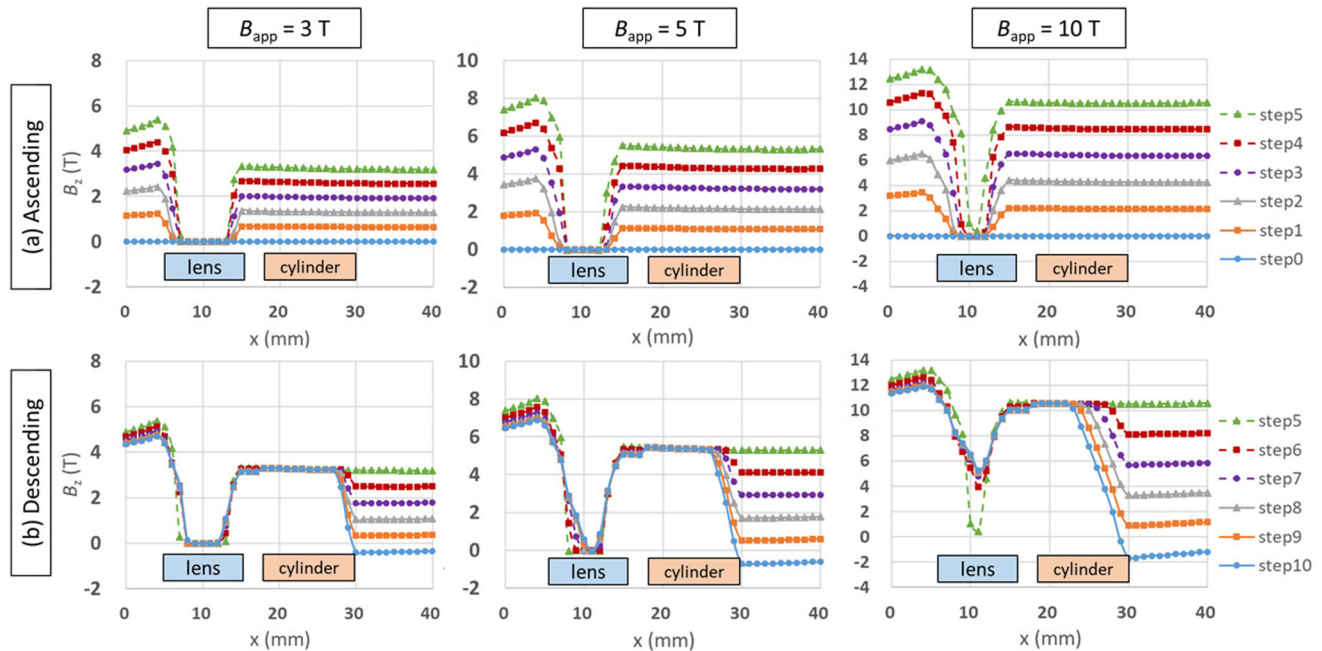 B_app = 3 T
B_app = 5 T
B_app = 10 T
(a) Ascending
B_z (T)
8
6
4
2
0
-2
lens
cylinder
0 10 20 30 40
x (mm)
10
8
6
4
2
0
-2
lens
cylinder
0 10 20 30 40
x (mm)
14
12
10
8
6
4
2
0
-2
-4
lens
cylinder
0 10 20 30 40
x (mm)
step5
step4
step3
step2
step1
step0
(b) Descending
B_z (T)
8
6
4
2
0
-2
lens
cylinder
0 10 20 30 40
x (mm)
10
8
6
4
2
0
-2
lens
cylinder
0 10 20 30 40
x (mm)
14
12
10
8
6
4
2
0
-2
-4
lens
cylinder
0 10 20 30 40
x (mm)
step5
step6
step7
step8
step9
step10